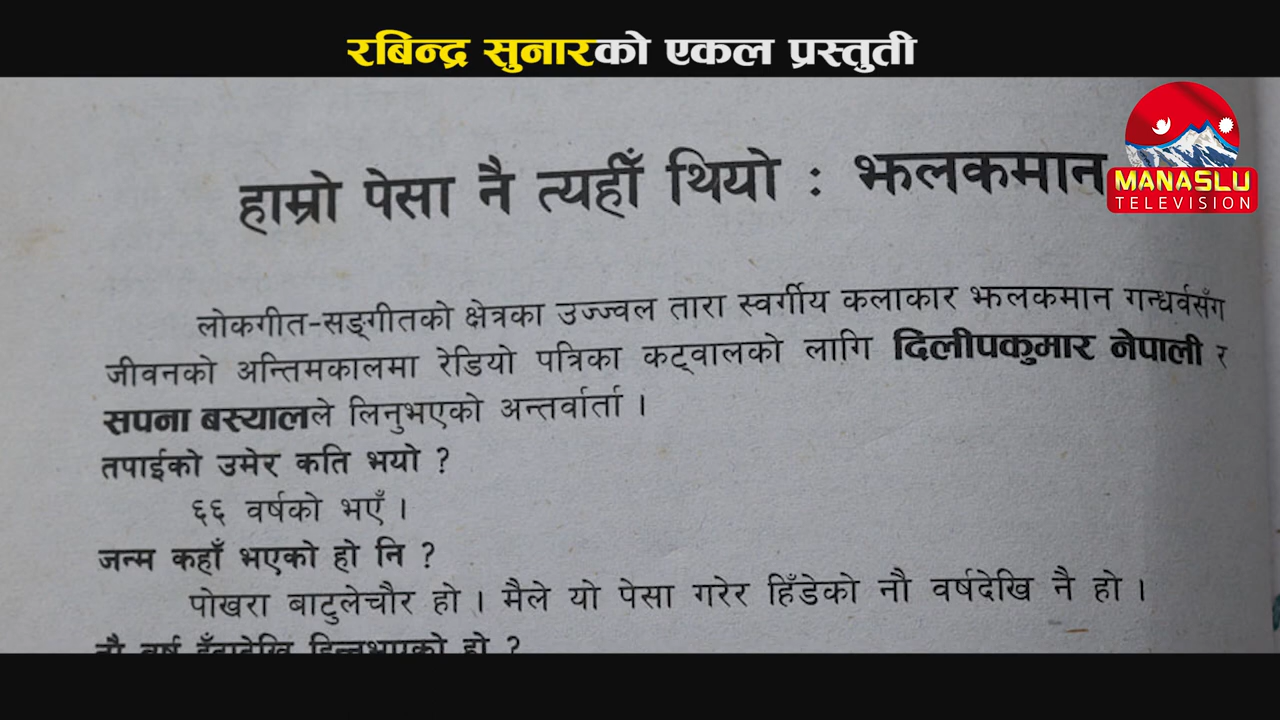 रबिन्द्र सुनारको एकल प्रस्तुती
MANASLU
TELEVISION
हाम्रो पेसा नै त्यहीँ थियो : झलकमान
लोकगीत-सङ्गीतको क्षेत्रका उज्ज्वल तारा स्वर्गीय कलाकार झलकमान गन्धर्वसँग
जीवनको अन्तिमकालमा रेडियो पत्रिका कट्वालको लागि दिलीपकुमार नेपाली र
सपना बस्यालले लिनुभएको अन्तर्वार्ता ।
तपाईको उमेर कति भयो ?
६६ वर्षको भएँ ।
जन्म कहाँ भएको हो नि ?
पोखरा बाटुलेचौर हो । मैले यो पेसा गरेर हिँडेको नौ वर्षदेखि नै हो ।
नौ वर्ष हुँदादेखि हिन्नुभएको हो ?